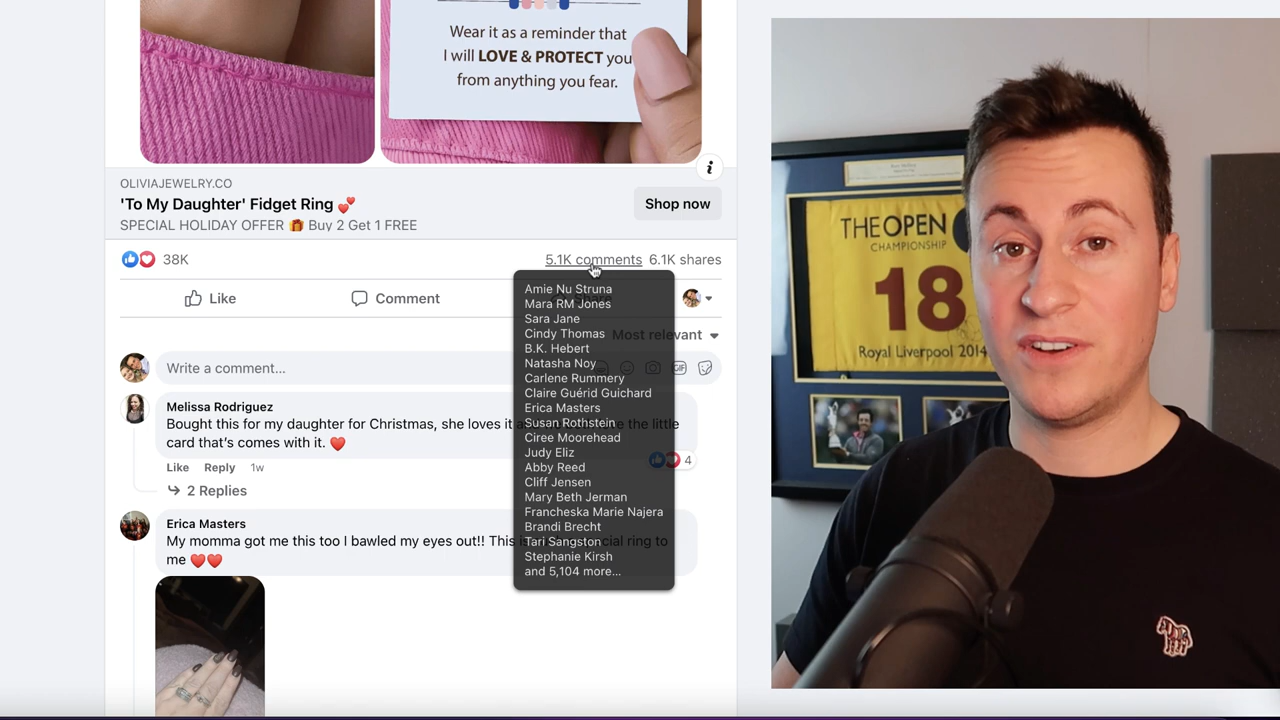 Wear it as a reminder that
I will LOVE & PROTECT you
from anything you fear.
OLIVIAJEWELRY.CO
'To My Daughter' Fidget Ring 💕
SPECIAL HOLIDAY OFFER 🎁 Buy 2 Get 1 FREE
Shop now
38K
5.1K comments 6.1K shares
Like
Comment
Share
Most relevant
Write a comment...
GIF
Amie Nu Struna
Mara RM Jones
Sara Jane
Cindy Thomas
B.K. Hebert
Natasha Noy
Carlene Rummery
Claire Guérid Guichard
Erica Masters
Susan Rothstein
Ciree Moorehead
Judy Eliz
Abby Reed
Cliff Jensen
Mary Beth Jerman
Francheska Marie Najera
Brandi Brecht
Tari Sangston
Stephanie Kirsh
and 5,104 more...
Melissa Rodriguez
Bought this for my daughter for Christmas, she loves it the little
card that's comes with it. ❤️
Like Reply 1w
4
2 Replies
Erica Masters
My momma got me this too I bawled my eyes out!! This ring to
me ❤️❤️
THE OPEN
CHAMPIONSHIP
18
Royal Liverpool 2014